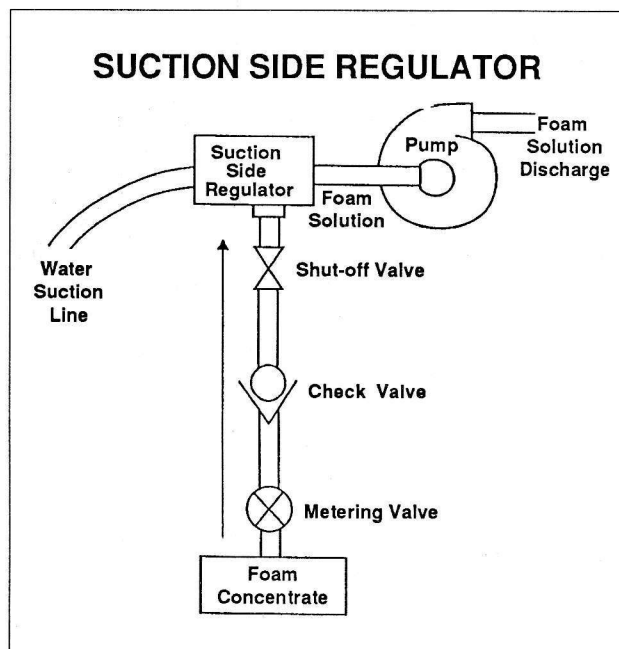 SUCTION SIDE REGULATOR
Foam
Solution
Discharge
Pump
Suction
Side
Regulator
Foam
Solution
Water
Suction
Line
Shut-off Valve
Check Valve
Metering Valve
Foam
Concentrate